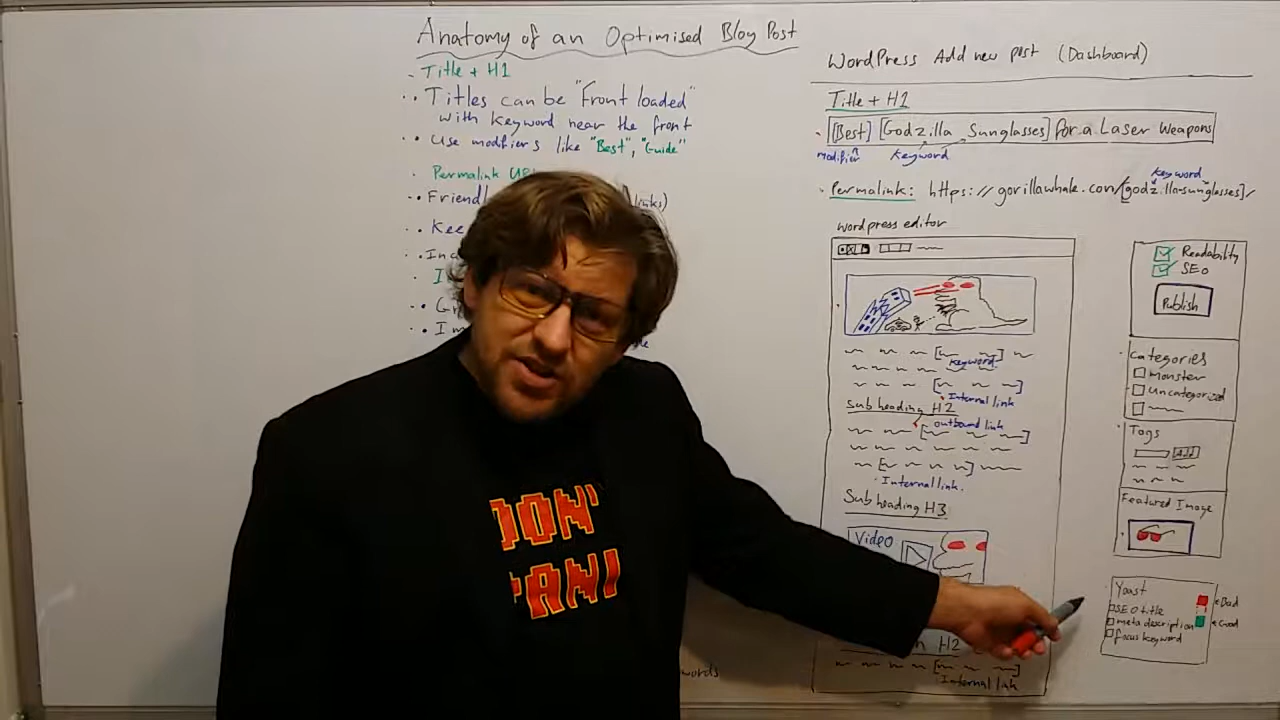 Anatomy of an Optimised Blog Post
Title + H1
Titles can be "Front loaded"
with keyword near the front
Use modifiers like "Best", "Guide"
Permalink
Friendl
links)
Kee
WordPress Add new post (Dashboard)
Title + H1
[Best] [Godzilla Sunglasses] for a Laser Weapons
modifier
keyword
keyword
Permalink: https://gorillawhale.com/[godzilla-sunglasses]/
wordpress editor
keyword
Internal link
Sub heading H2
outbound link
Internal link.
Sub heading H3
Video
H2
Internal link
Readability
SEO
Publish
Categories
Monster
Uncategorized
Tags
Add
Featured Image
Yoast
SEO title
meta description
focus keyword
Bad
Good
words
DON'
PANI